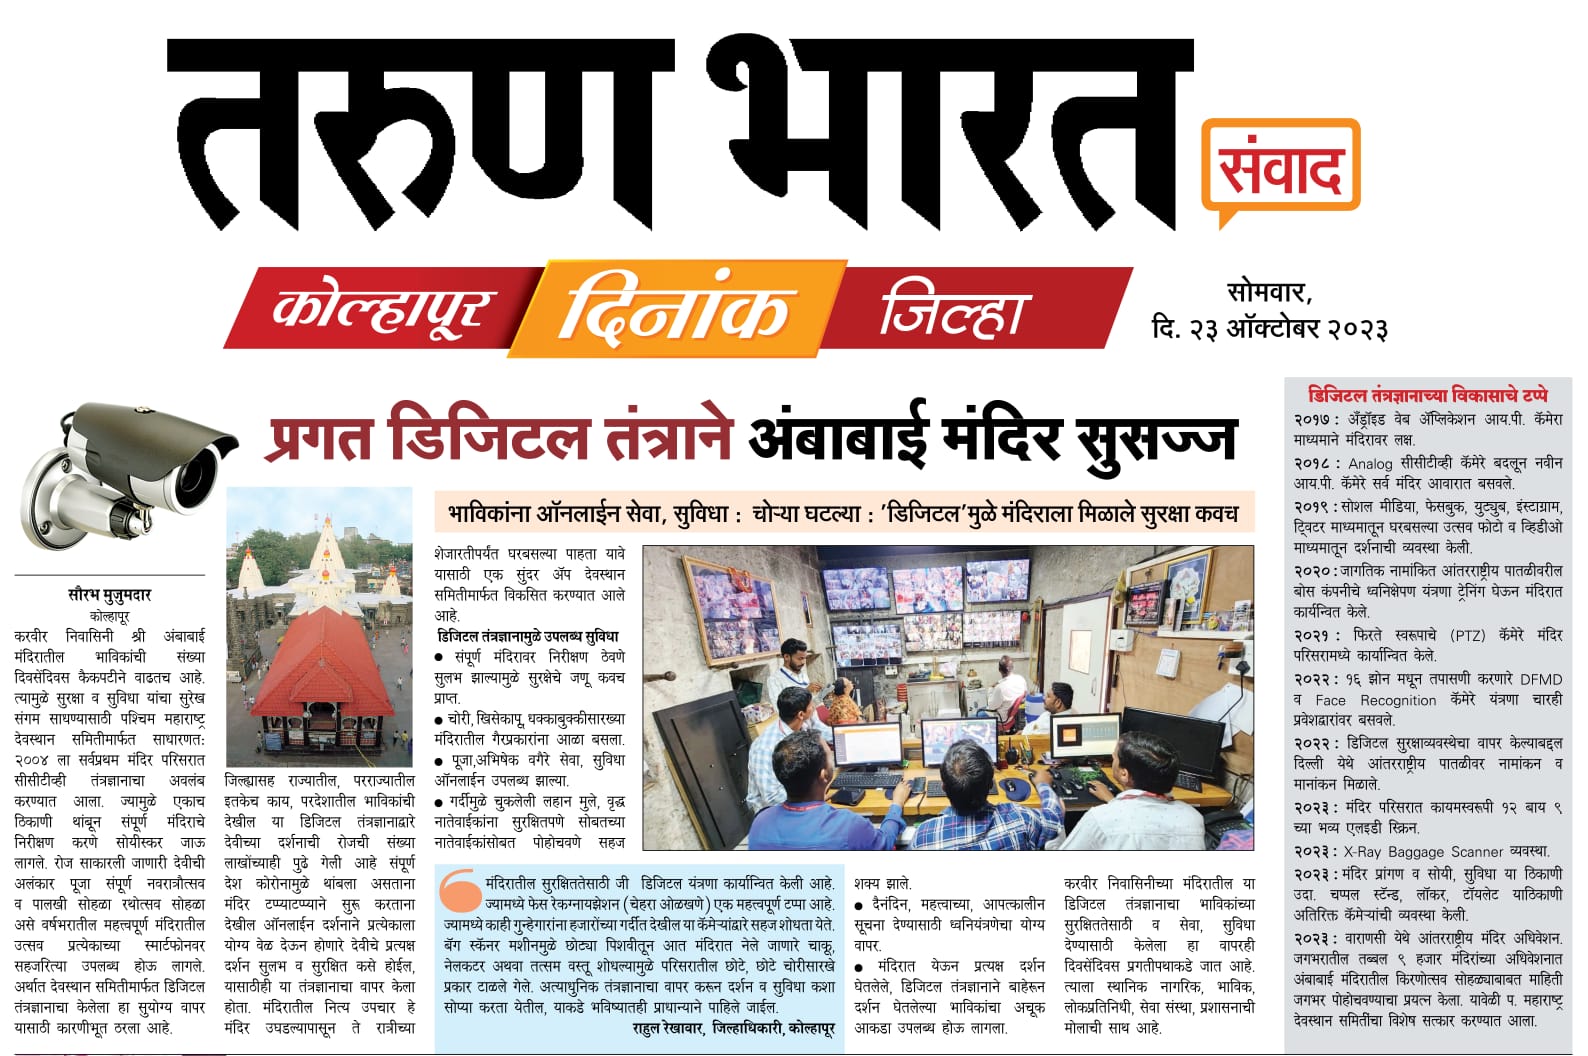 तरुण भारत
संवाद
कोल्हापूर दिनांक जिल्हा
सोमवार,
दि. २३ ऑक्टोबर २०२३
प्रगत डिजिटल तंत्राने अंबाबाई मंदिर सुसज्ज
भाविकांना ऑनलाईन सेवा, सुविधा : चोऱ्या घटल्या : 'डिजिटल'मुळे मंदिराला मिळाले सुरक्षा कवच
सौरभ मुजुमदार
कोल्हापूर
करवीर निवासिनी श्री अंबाबाई
मंदिरातील भाविकांची संख्या
दिवसेंदिवस कैकपटीने वाढतच आहे.
त्यामुळे सुरक्षा व सुविधा यांचा सुरेख
संगम साधण्यासाठी पश्चिम महाराष्ट्र
देवस्थान समितीमार्फत साधारणत:
२००४ ला सर्वप्रथम मंदिर परिसरात
सीसीटीव्ही तंत्रज्ञानाचा अवलंब
करण्यात आला. ज्यामुळे एकाच
ठिकाणी थांबून संपूर्ण मंदिराचे
निरीक्षण करणे सोयीस्कर जाऊ
लागले. रोज साकारली जाणारी देवीची
अलंकार पूजा संपूर्ण नवरात्रौत्सव
व पालखी सोहळा रथोत्सव सोहळा
असे वर्षभरातील महत्त्वपूर्ण मंदिरातील
उत्सव प्रत्येकाच्या स्मार्टफोनवर
सहजरित्या उपलब्ध होऊ लागले.
अर्थात देवस्थान समितीमार्फत डिजिटल
तंत्रज्ञानाचा केलेला हा सुयोग्य वापर
यासाठी कारणीभूत ठरला आहे.
जिल्ह्यासह राज्यातील, परराज्यातील
इतकेच काय, परदेशातील भाविकांची
देखील या डिजिटल तंत्रज्ञानाद्वारे
देवीच्या दर्शनाची रोजची संख्या
लाखोंच्याही पुढे गेली आहे संपूर्ण
देश कोरोनामुळे थांबला असताना
मंदिर टप्प्याटप्प्याने सुरू करताना
देखील ऑनलाईन दर्शनाने प्रत्येकाला
योग्य वेळ देऊन होणारे देवीचे प्रत्यक्ष
दर्शन सुलभ व सुरक्षित कसे होईल,
यासाठीही या तंत्रज्ञानाचा वापर केला
होता. मंदिरातील नित्य उपचार हे
मंदिर उघडल्यापासून ते रात्रीच्या
शेजारतीपर्यंत घरबसल्या पाहता यावे
यासाठी एक सुंदर ॲप देवस्थान
समितीमार्फत विकसित करण्यात आले
आहे.
डिजिटल तंत्रज्ञानामुळे उपलब्ध सुविधा
● संपूर्ण मंदिरावर निरीक्षण ठेवणे
सुलभ झाल्यामुळे सुरक्षेचे जणू कवच
प्राप्त.
● चोरी, खिसेकापू, धक्काबुक्कीसारख्या
मंदिरातील गैरप्रकारांना आळा बसला.
● पूजा,अभिषेक वगैरे सेवा, सुविधा
ऑनलाईन उपलब्ध झाल्या.
● गर्दीमुळे चुकलेली लहान मुले, वृद्ध
नातेवाईकांना सुरक्षितपणे सोबतच्या
नातेवाईकांसोबत पोहोचवणे सहज
शक्य झाले.
● दैनंदिन, महत्वाच्या, आपत्कालीन
सूचना देण्यासाठी ध्वनियंत्रणेचा योग्य
वापर.
● मंदिरात येऊन प्रत्यक्ष दर्शन
घेतलेले, डिजिटल तंत्रज्ञानाने बाहेरून
दर्शन घेतलेल्या भाविकांचा अचूक
आकडा उपलब्ध होऊ लागला.
करवीर निवासिनीच्या मंदिरातील या
डिजिटल तंत्रज्ञानाचा भाविकांच्या
सुरक्षिततेसाठी व सेवा, सुविधा
देण्यासाठी केलेला हा वापरही
दिवसेंदिवस प्रगतीपथाकडे जात आहे.
त्याला स्थानिक नागरिक, भाविक,
लोकप्रतिनिधी, सेवा संस्था, प्रशासनाची
मोलाची साथ आहे.
मंदिरातील सुरक्षिततेसाठी जी डिजिटल यंत्रणा कार्यान्वित केली आहे.
ज्यामध्ये फेस रेकग्नायझेशन (चेहरा ओळखणे) एक महत्वपूर्ण टप्पा आहे.
ज्यामध्ये काही गुन्हेगारांना हजारोंच्या गर्दीत देखील या कॅमेऱ्यांद्वारे सहज शोधता येते.
बॅग स्कॅनर मशीनमुळे छोट्या पिशवीतून आत मंदिरात नेले जाणारे चाकू,
नेलकटर अथवा तत्सम वस्तू शोधल्यामुळे परिसरातील छोटे, छोटे चोरीसारखे
प्रकार टाळले गेले. अत्याधुनिक तंत्रज्ञानाचा वापर करून दर्शन व सुविधा कशा
सोप्या करता येतील, याकडे भविष्यातही प्राधान्याने पाहिले जाईल.
राहुल रेखावार, जिल्हाधिकारी, कोल्हापूर
डिजिटल तंत्रज्ञानाच्या विकासाचे टप्पे
२०१७ : अँड्रॉइड वेब ॲप्लिकेशन आय.पी. कॅमेरा
माध्यमाने मंदिरावर लक्ष.
२०१८ : Analog सीसीटीव्ही कॅमेरे बदलून नवीन
आय.पी. कॅमेरे सर्व मंदिर आवारात बसवले.
२०१९ : सोशल मीडिया, फेसबुक, युट्युब, इंस्टाग्राम,
ट्विटर माध्यमातून घरबसल्या उत्सव फोटो व व्हिडीओ
माध्यमातून दर्शनाची व्यवस्था केली.
२०२० : जागतिक नामांकित आंतरराष्ट्रीय पातळीवरील
बोस कंपनीचे ध्वनिक्षेपण यंत्रणा ट्रेनिंग घेऊन मंदिरात
कार्यन्वित केले.
२०२१ : फिरते स्वरूपाचे (PTZ) कॅमेरे मंदिर
परिसरामध्ये कार्यान्वित केले.
२०२२ : १६ झोन मधून तपासणी करणारे DFMD
व Face Recognition कॅमेरे यंत्रणा चारही
प्रवेशद्वारांवर बसवले.
२०२२ : डिजिटल सुरक्षाव्यवस्थेचा वापर केल्याबद्दल
दिल्ली येथे आंतरराष्ट्रीय पातळीवर नामांकन व
मानांकन मिळाले.
२०२३ : मंदिर परिसरात कायमस्वरूपी १२ बाय ९
च्या भव्य एलइडी स्क्रिन.
२०२३ : X-Ray Baggage Scanner व्यवस्था.
२०२३ : मंदिर प्रांगण व सोयी, सुविधा या ठिकाणी
उदा. चप्पल स्टॅन्ड, लॉकर, टॉयलेट याठिकाणी
अतिरिक्त कॅमेऱ्यांची व्यवस्था केली.
२०२३ : वाराणसी येथे आंतरराष्ट्रीय मंदिर अधिवेशन.
जगभरातील तब्बल ९ हजार मंदिरांच्या अधिवेशनात
अंबाबाई मंदिरातील किरणोत्सव सोहळ्याबाबत माहिती
जगभर पोहोचवण्याचा प्रयत्न केला. यावेळी प. महाराष्ट्र
देवस्थान समितींचा विशेष सत्कार करण्यात आला.